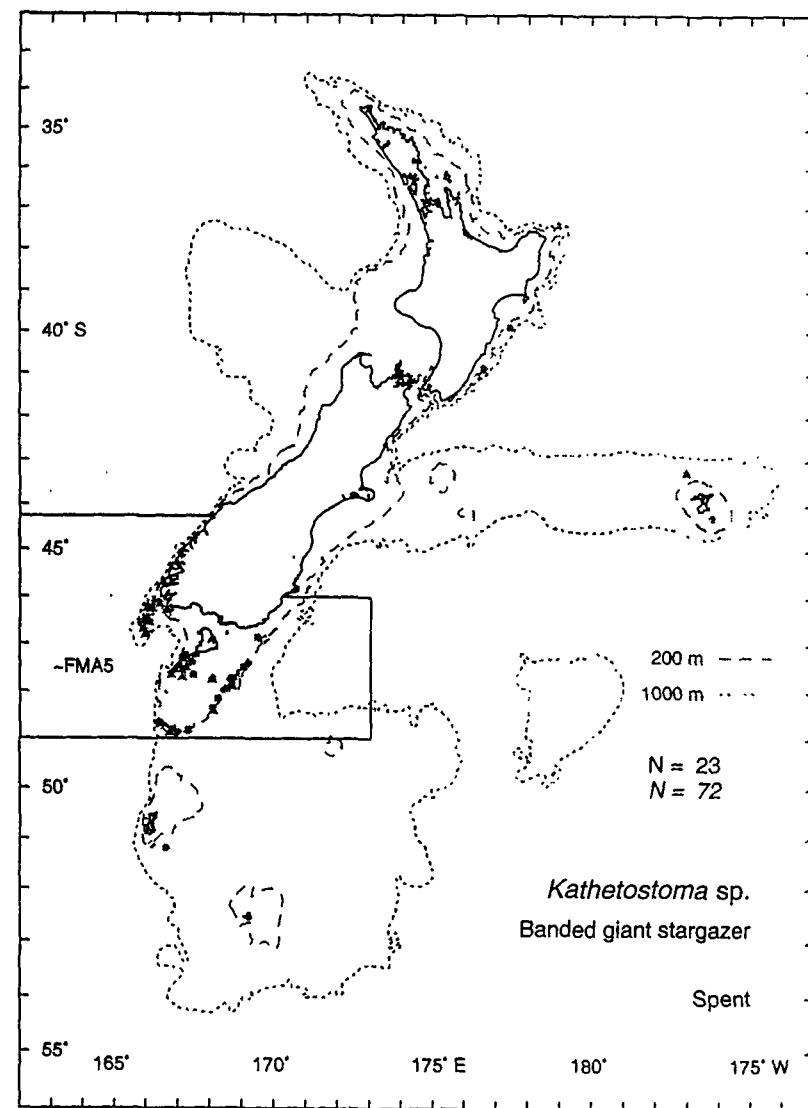 35°
40° S
45°
~FMA5
200 m
1000 m
50°
N = 23
N = 72
Kathetostoma sp.
Banded giant stargazer
Spent
55°
165°
170°
175° E
180°
175° W